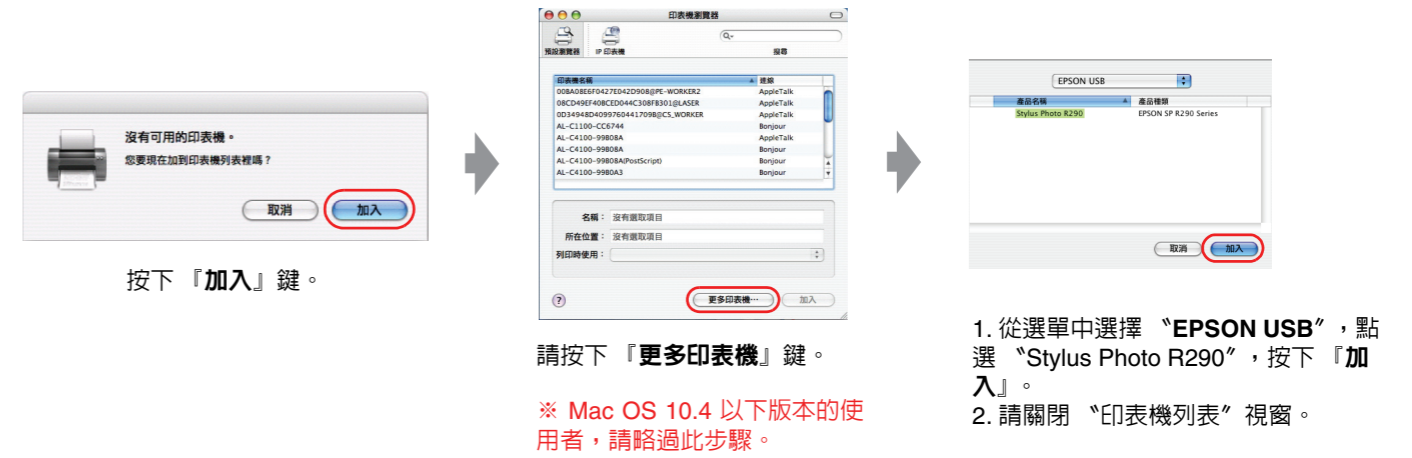 沒有可用的印表機。
您要現在加到印表機列表裡嗎？
取消
加入
按下『加入』鍵。
印表機瀏覽器
預設瀏覽器
IP 印表機
搜尋
印表機名稱 連線
00BA08E6F0427E042D908@PE-WORKER2 AppleTalk
08CD49EF40BCED044C308FB301@LASER AppleTalk
0D34948D4099760441709B@CS_WORKER AppleTalk
AL-C1100-CC6744 Bonjour
AL-C4100-99B08A AppleTalk
AL-C4100-99B08A Bonjour
AL-C4100-99B08A(PostScript) Bonjour
AL-C4100-99B0A3 Bonjour
名稱： 沒有選取項目
所在位置： 沒有選取項目
列印時使用：
?
更多印表機…
加入
請按下『更多印表機』鍵。
※ Mac OS 10.4 以下版本的使
用者，請略過此步驟。
EPSON USB
產品名稱 產品種類
Stylus Photo R290 EPSON SP R290 Series
取消
加入
1. 從選單中選擇 〝EPSON USB〞，點
選 〝Stylus Photo R290〞，按下『加
入』。
2. 請關閉 〝印表機列表〞視窗。